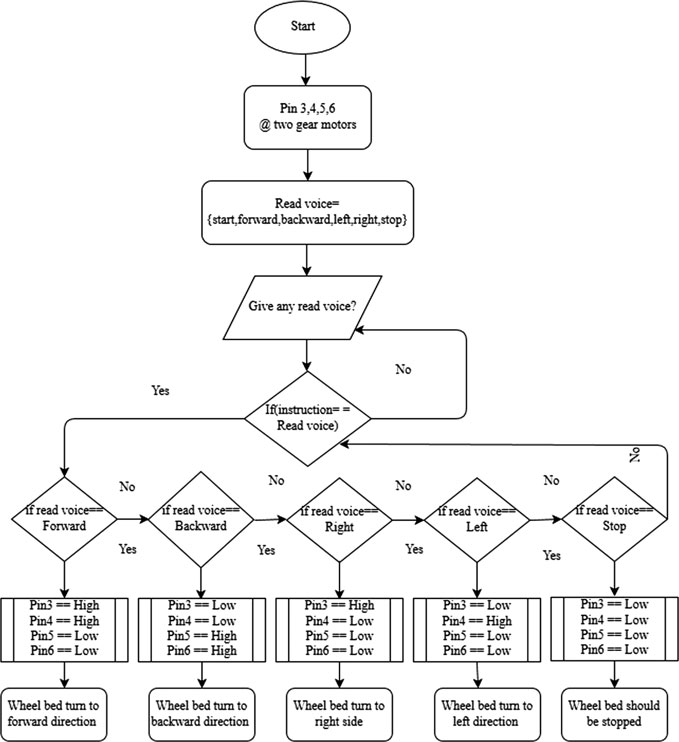 Start
Pin 3,4,5,6
@ two gear motors
Read voice=
{start,forward,backward,left,right,stop}
Give any read voice?
No
Yes
If(instruction= =
Read voice)
No
No
No
No
No
if read voice==
Forward
if read voice==
Backward
if read voice==
Right
if read voice==
Left
if read voice==
Stop
Yes
Yes
Yes
Yes
Pin3 == High
Pin4 == High
Pin5 == Low
Pin6 == Low
Pin3 == Low
Pin4 == Low
Pin5 == High
Pin6 == High
Pin3 == High
Pin4 == Low
Pin5 == Low
Pin6 == Low
Pin3 == Low
Pin4 == High
Pin5 == Low
Pin6 == Low
Pin3 == Low
Pin4 == Low
Pin5 == Low
Pin6 == Low
Wheel bed turn to
forward direction
Wheel bed turn to
backward direction
Wheel bed turn to
right side
Wheel bed turn to
left direction
Wheel bed should
be stopped